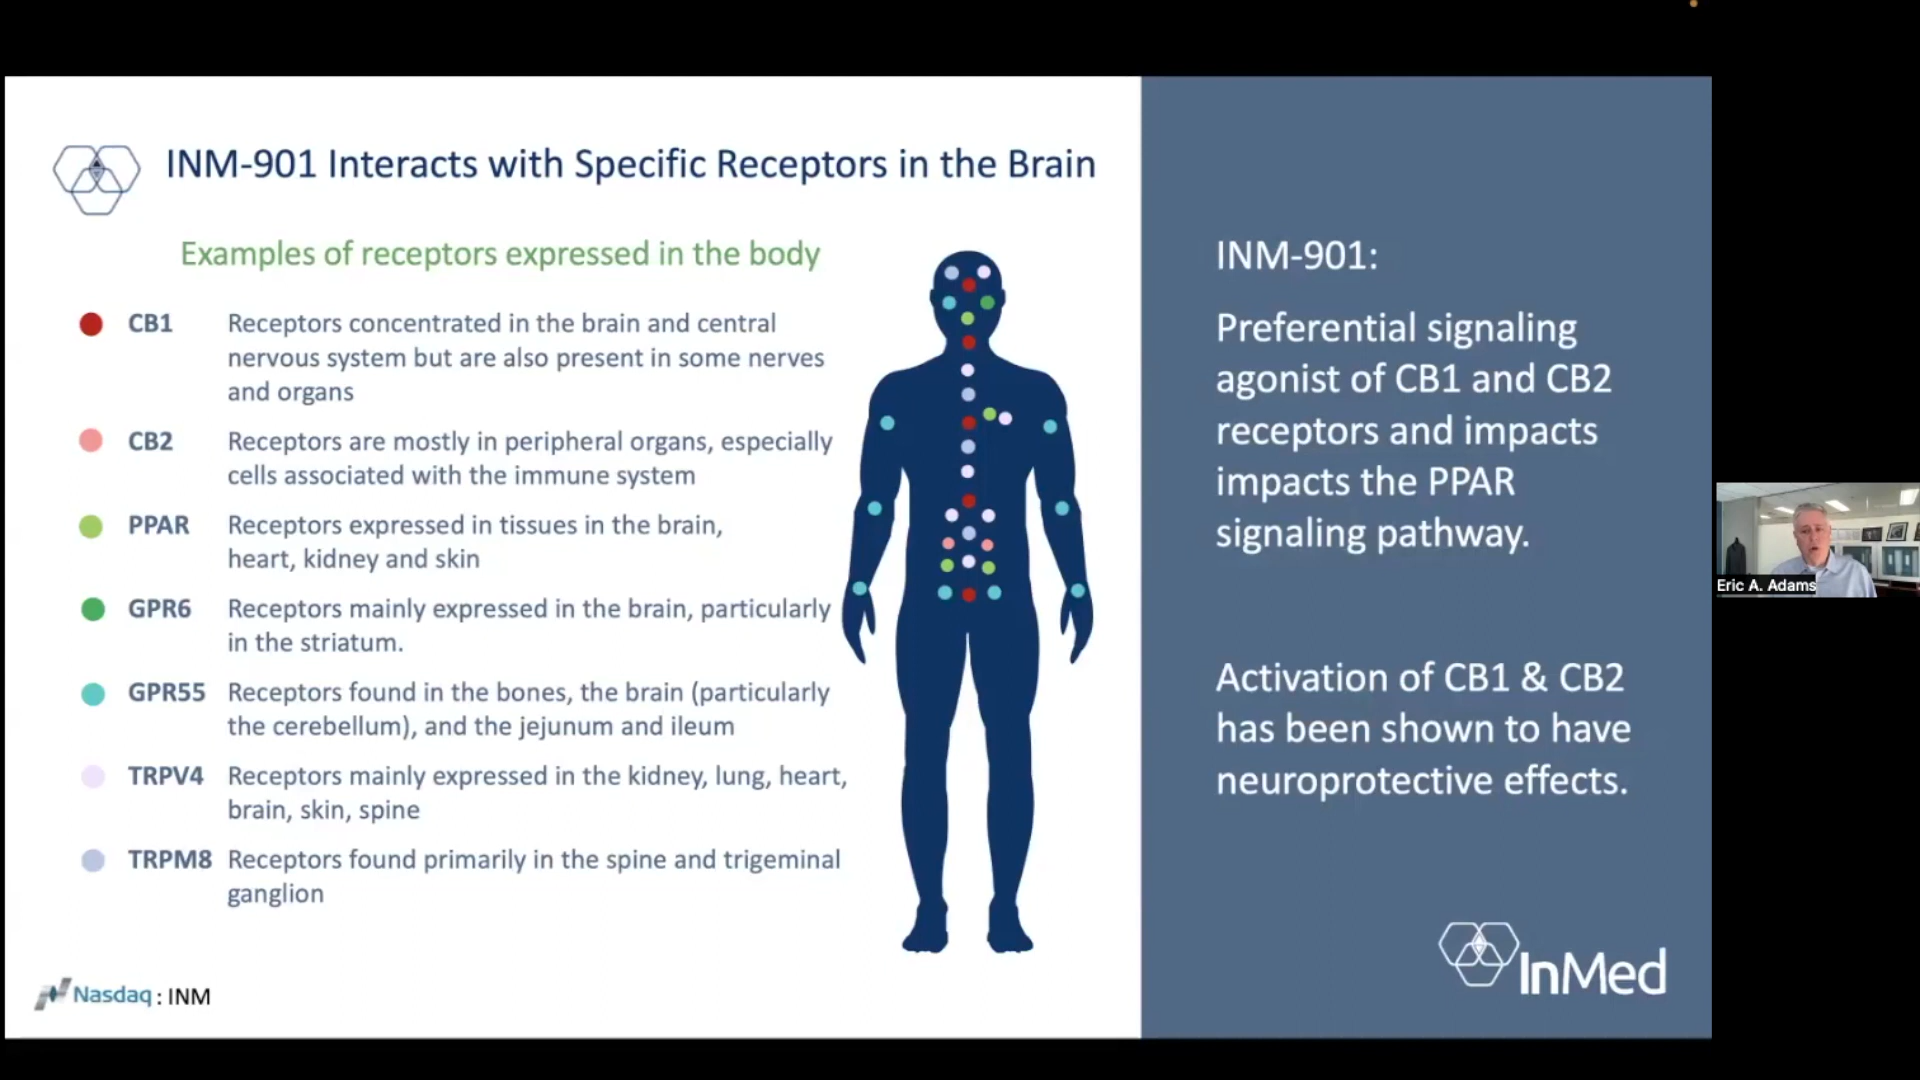 INM-901 Interacts with Specific Receptors in the Brain
Examples of receptors expressed in the body
CB1 Receptors concentrated in the brain and central
nervous system but are also present in some nerves
and organs
CB2 Receptors are mostly in peripheral organs, especially
cells associated with the immune system
PPAR Receptors expressed in tissues in the brain,
heart, kidney and skin
GPR6 Receptors mainly expressed in the brain, particularly
in the striatum.
GPR55 Receptors found in the bones, the brain (particularly
the cerebellum), and the jejunum and ileum
TRPV4 Receptors mainly expressed in the kidney, lung, heart,
brain, skin, spine
TRPM8 Receptors found primarily in the spine and trigeminal
ganglion
Nasdaq : INM
INM-901:
Preferential signaling
agonist of CB1 and CB2
receptors and impacts
impacts the PPAR
signaling pathway.
Activation of CB1 & CB2
has been shown to have
neuroprotective effects.
InMed
Eric A. Adams